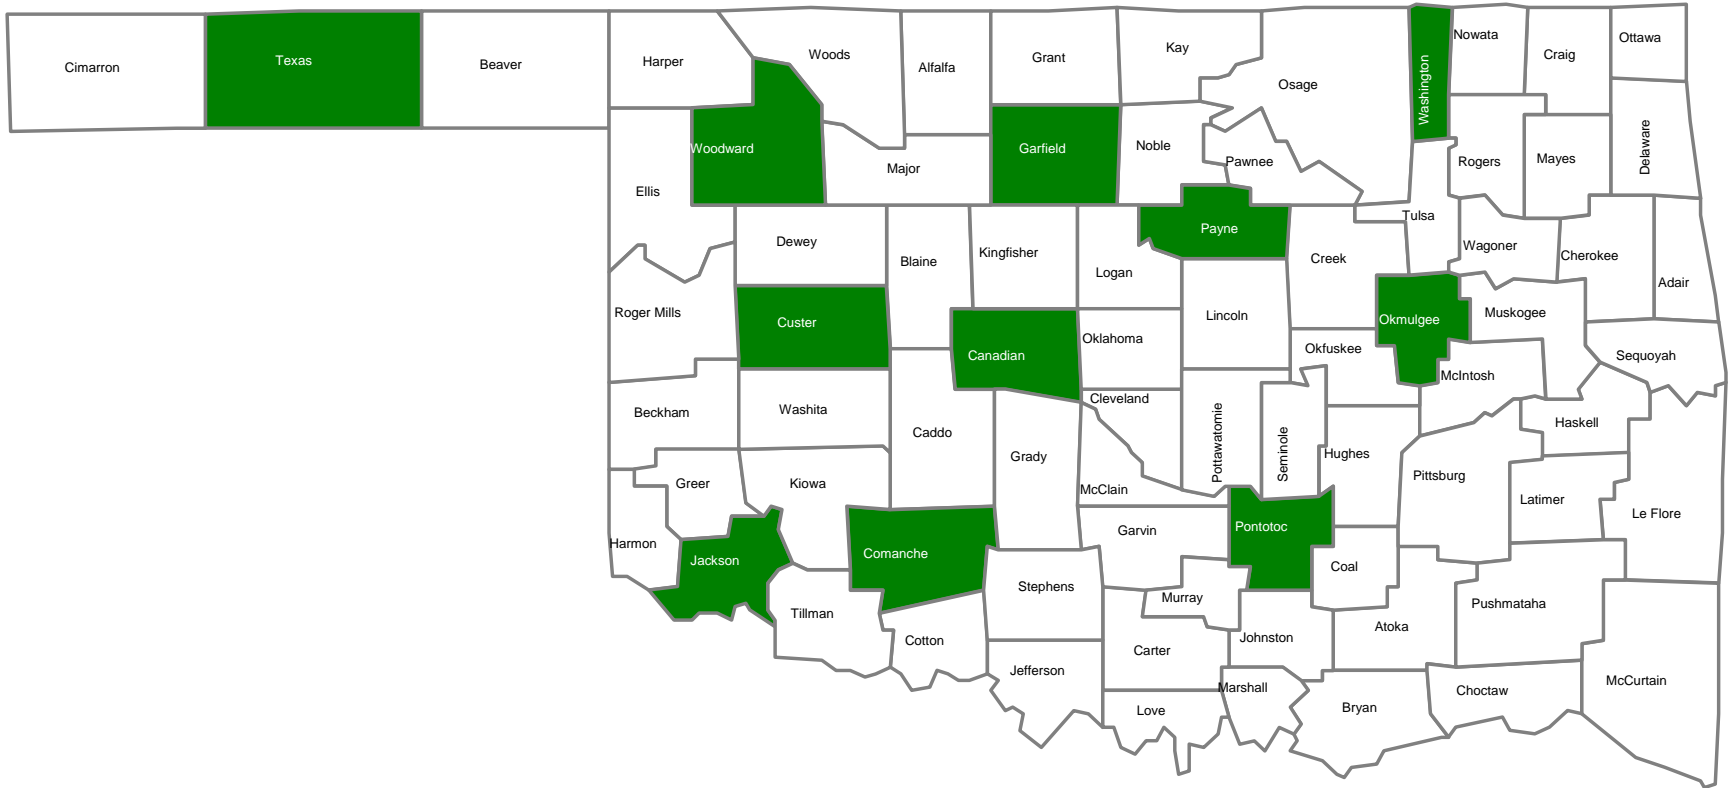 Cimarron
Texas
Beaver
Harper
Woods
Alfalfa
Grant
Kay
Osage
Washington
Nowata
Craig
Ottawa
Woodward
Ellis
Major
Garfield
Noble
Pawnee
Rogers
Mayes
Delaware
Dewey
Blaine
Kingfisher
Logan
Payne
Creek
Tulsa
Wagoner
Cherokee
Adair
Roger Mills
Custer
Canadian
Oklahoma
Lincoln
Okfuskee
Okmulgee
Muskogee
McIntosh
Sequoyah
Beckham
Washita
Caddo
Grady
Cleveland
McClain
Pottawatomie
Seminole
Hughes
Pittsburg
Haskell
Latimer
Le Flore
Greer
Kiowa
Harmon
Jackson
Comanche
Stephens
Garvin
Pontotoc
Coal
Tillman
Cotton
Jefferson
Murray
Carter
Johnston
Atoka
Pushmataha
Love
Marshall
Bryan
Choctaw
McCurtain